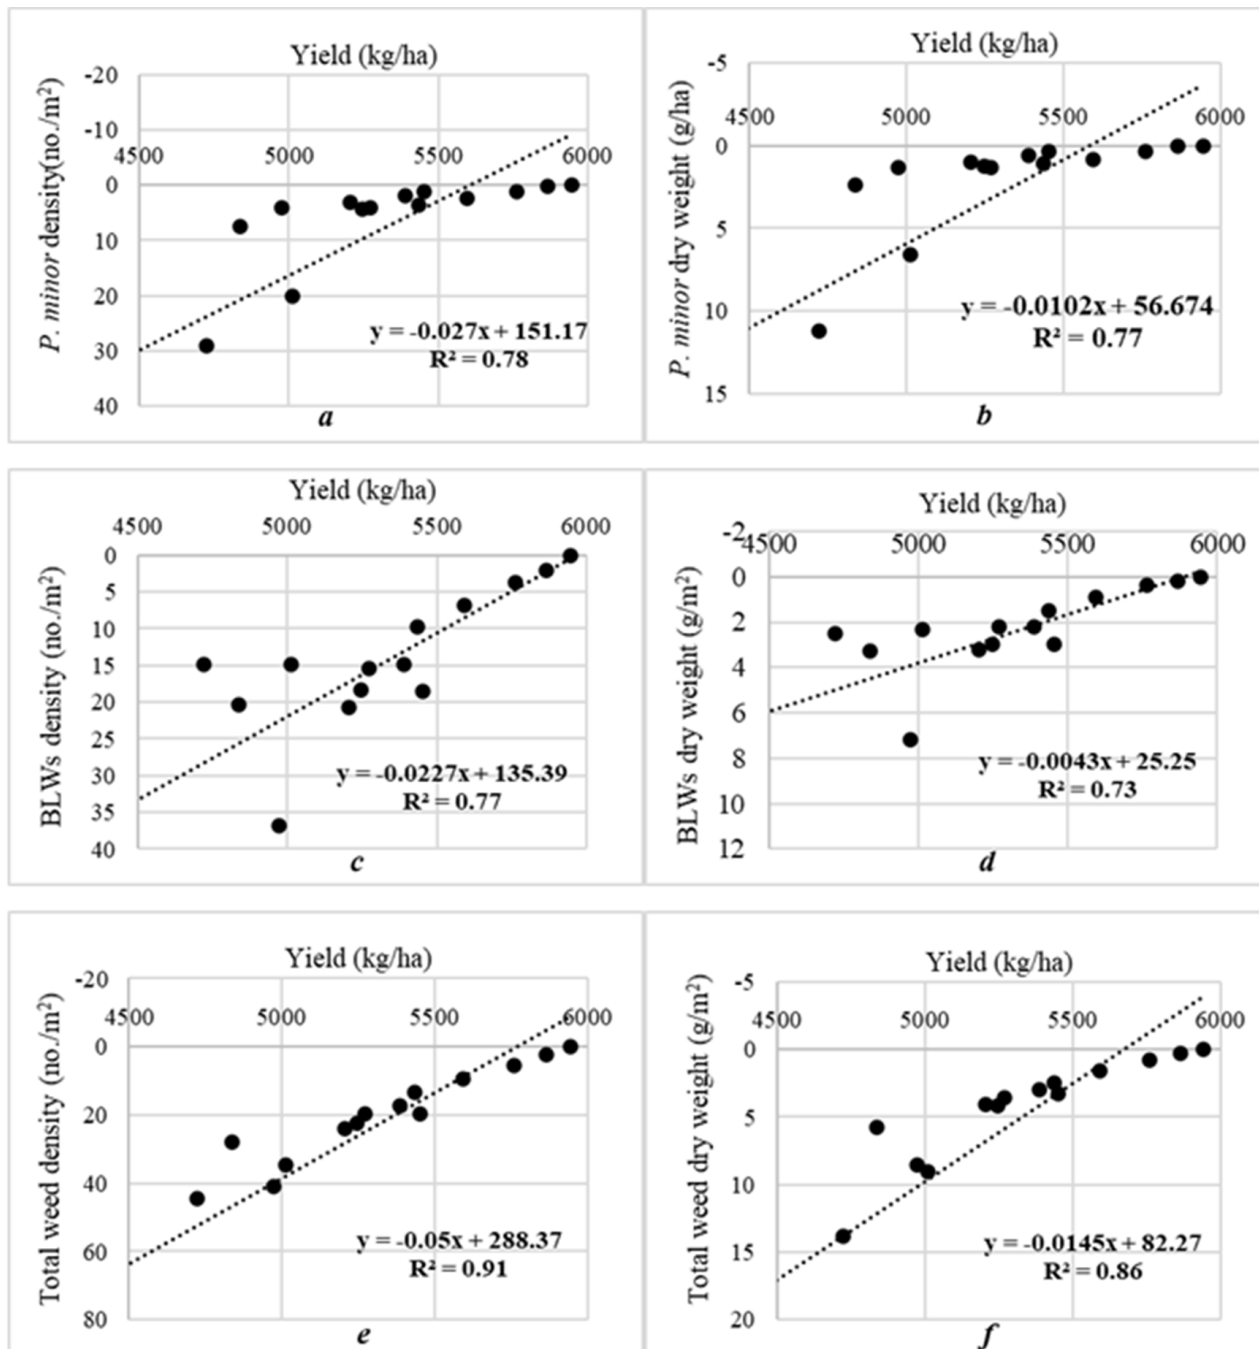 Yield (kg/ha)
-20
-10
4500 5000 5500 6000
0
10
20
30
40
P. minor density(no./m²)
y = -0.027x + 151.17
R² = 0.78
a
Yield (kg/ha)
-5
4500 5000 5500 6000
0
5
10
15
P. minor dry weight (g/ha)
y = -0.0102x + 56.674
R² = 0.77
b
Yield (kg/ha)
4500 5000 5500 6000
0
5
10
15
20
25
30
35
40
BLWs density (no./m²)
y = -0.0227x + 135.39
R² = 0.77
c
Yield (kg/ha)
-2
4500 5000 5500 6000
0
2
4
6
8
10
12
BLWs dry weight (g/m²)
y = -0.0043x + 25.25
R² = 0.73
d
Yield (kg/ha)
-20
4500 5000 5500 6000
0
20
40
60
80
Total weed density (no./m²)
y = -0.05x + 288.37
R² = 0.91
e
Yield (kg/ha)
-5
4500 5000 5500 6000
0
5
10
15
20
Total weed dry weight (g/m²)
y = -0.0145x + 82.27
R² = 0.86
f